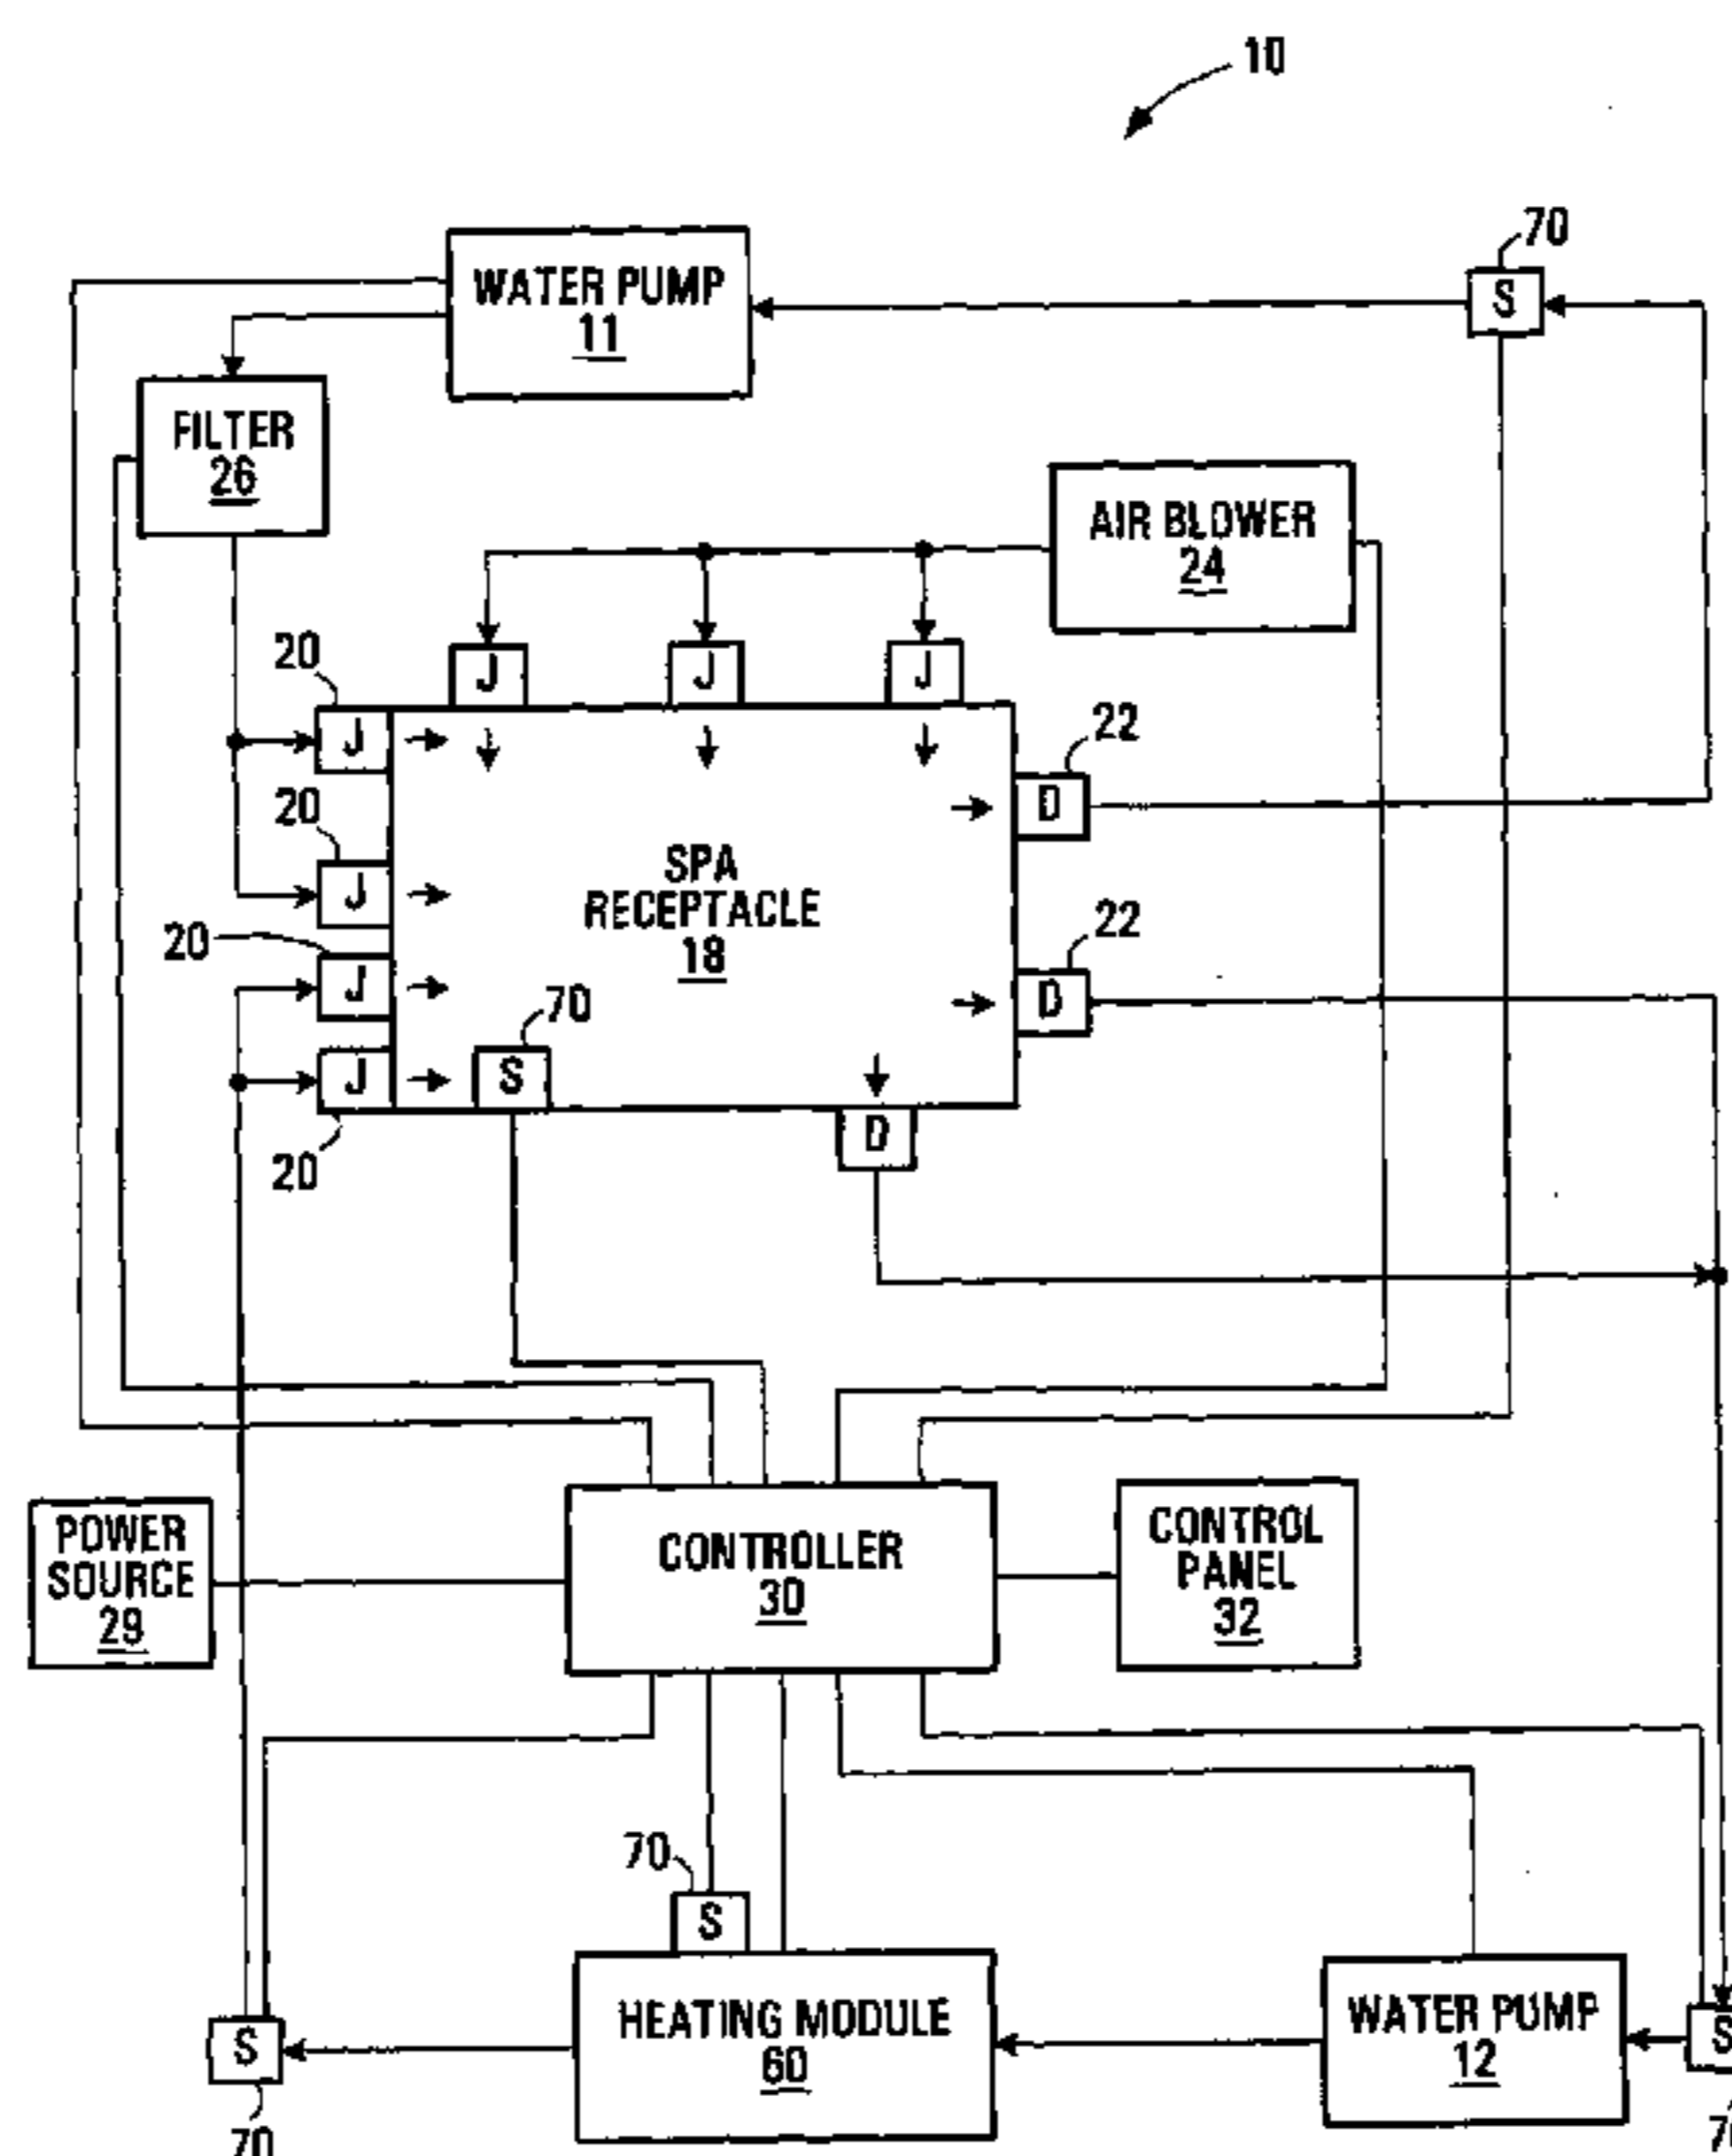 10
70
WATER PUMP
11
S
FILTER
26
AIR BLOWER
24
20
J
J
J
J
22
D
20
J
SPA
RECEPTACLE
18
20
J
22
D
70
S
J
20
D
POWER
SOURCE
29
CONTROLLER
30
CONTROL
PANEL
32
70
S
HEATING MODULE
60
WATER PUMP
12
S
S
70